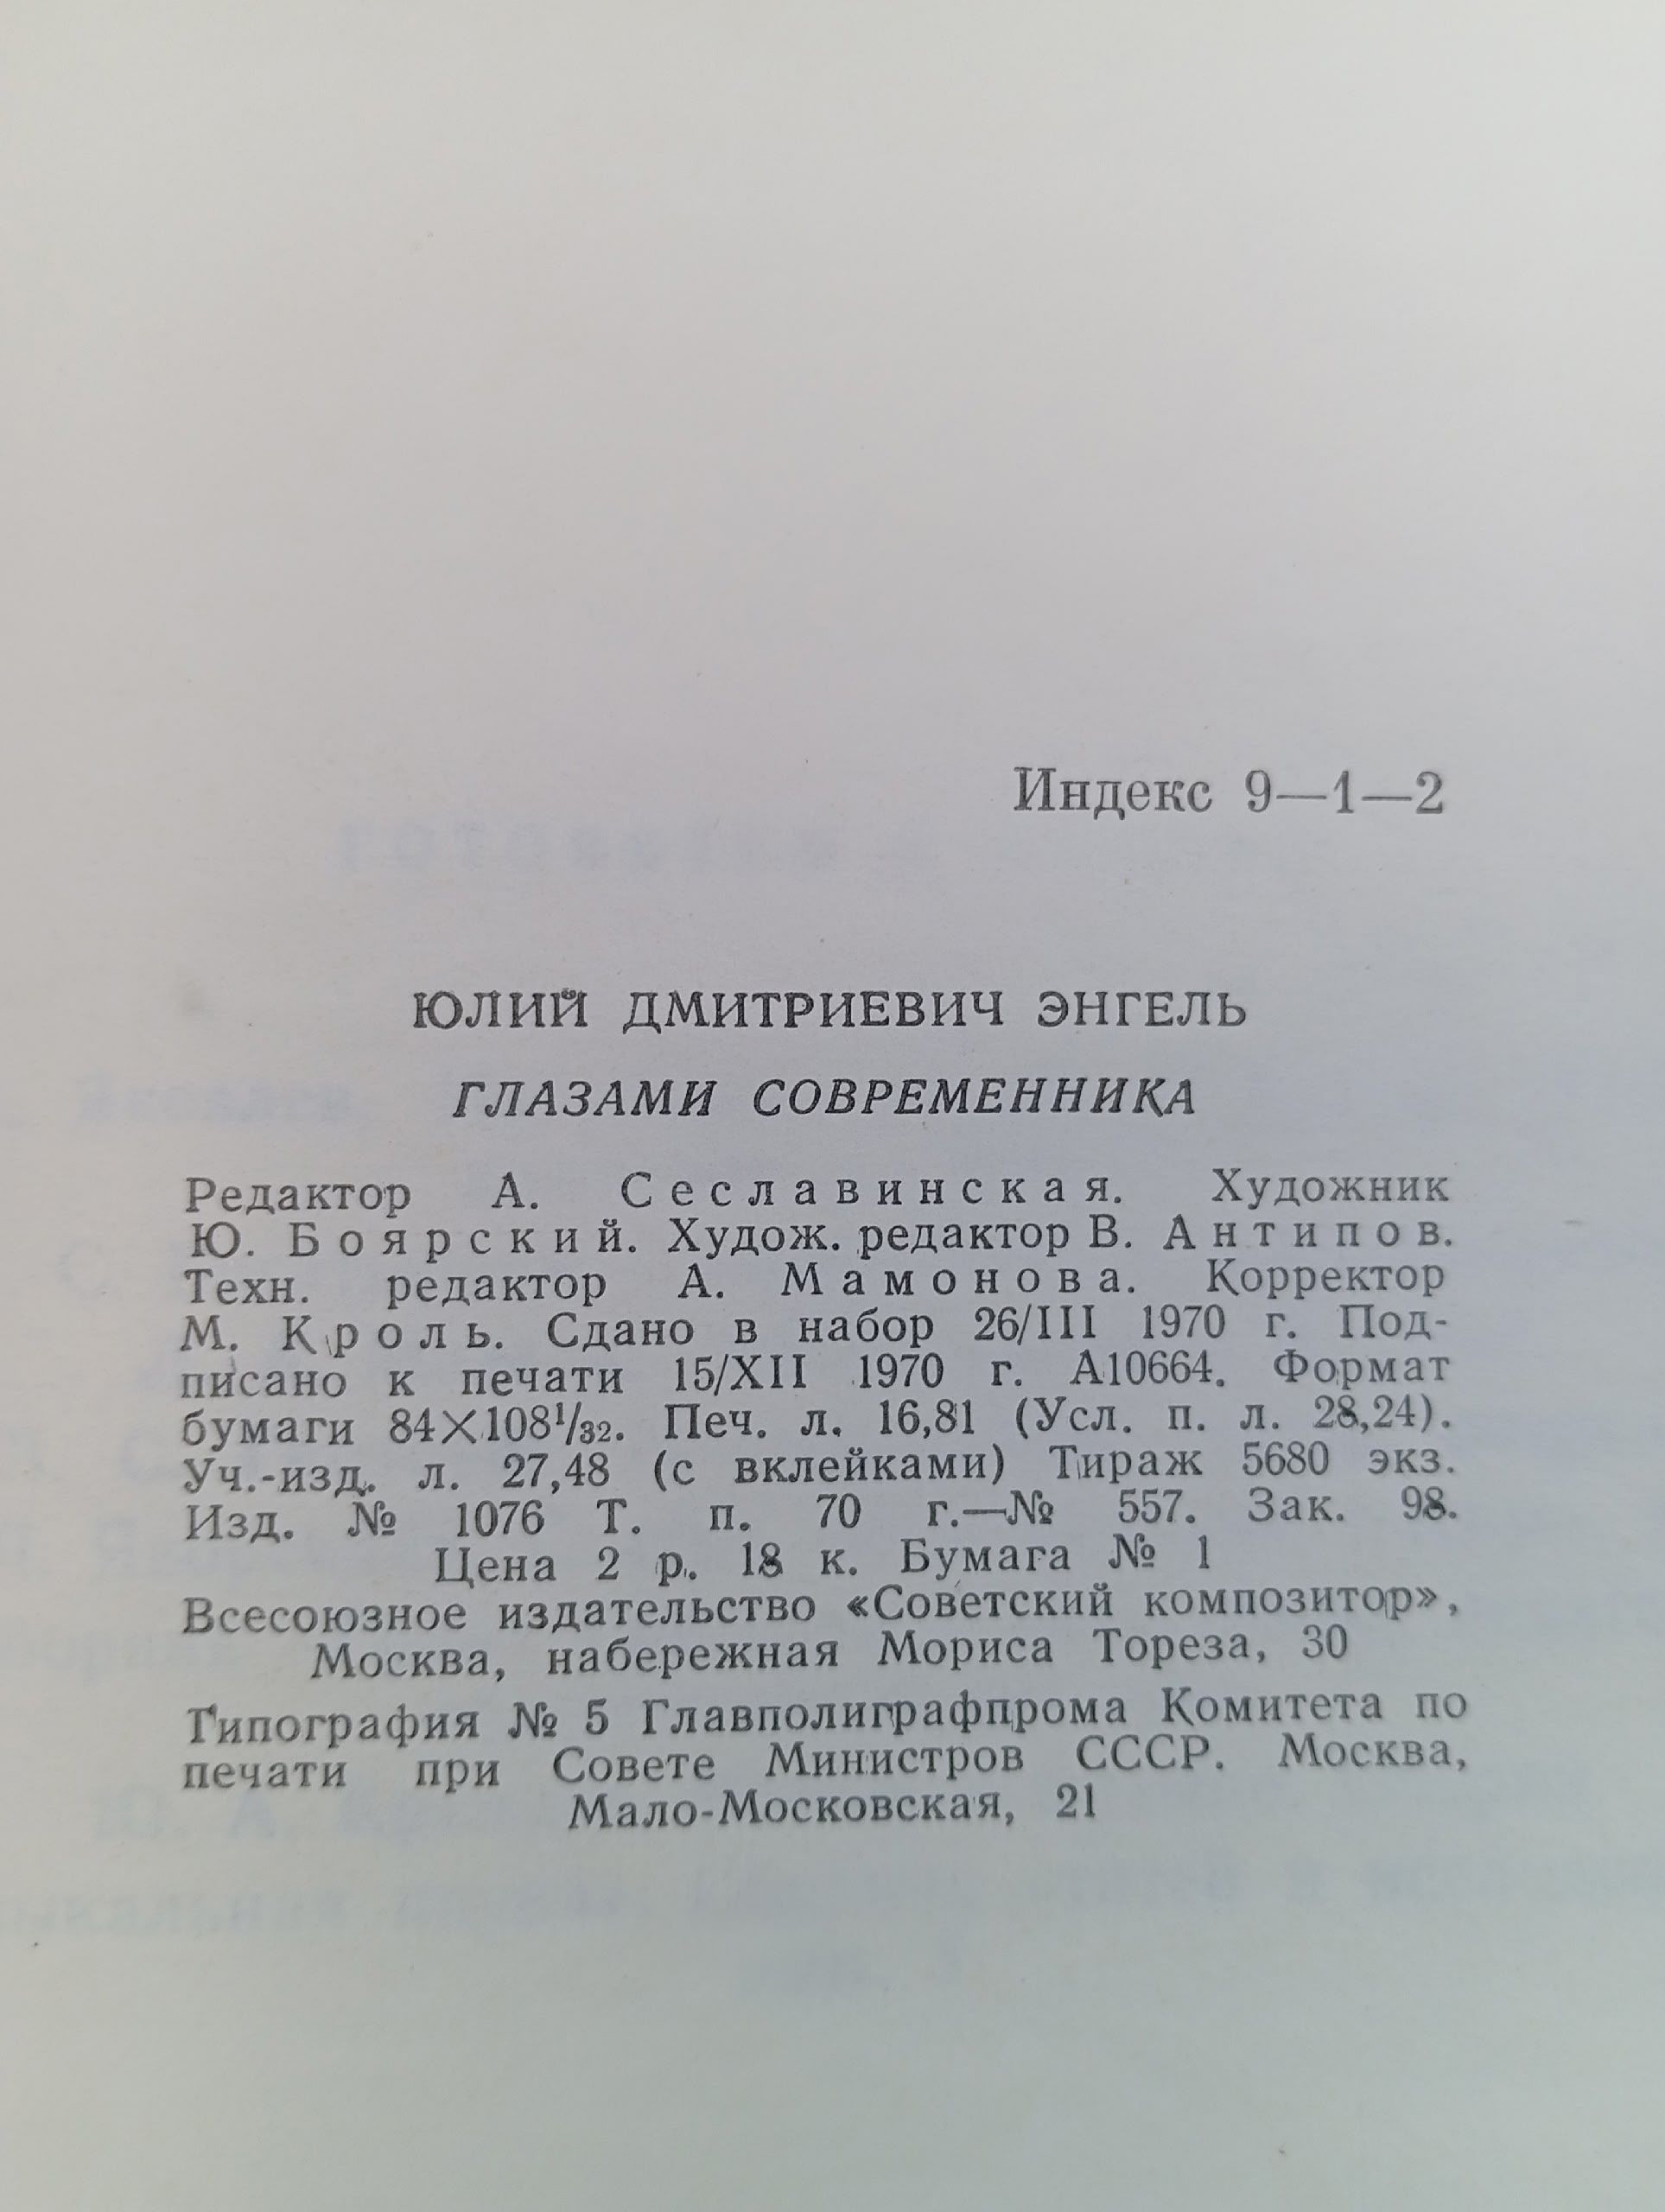 Индекс 9—1—2
ЮЛИЙ ДМИТРИЕВИЧ ЭНГЕЛЬ
ГЛАЗАМИ СОВРЕМЕННИКА
Редактор А. Сеславинская. Художник
Ю. Боярский. Худож. редактор В. Антипов.
Техн. редактор А. Мамонова. Корректор
М. Кроль. Сдано в набор 26/III 1970 г. Под-
писано к печати 15/XII 1970 г. А10664. Формат
бумаги 84×108¹/₃₂. Печ. л. 16,81 (Усл. п. л. 28,24).
Уч.-изд. л. 27,48 (с вклейками) Тираж 5680 экз.
Изд. № 1076 Т. п. 70 г.—№ 557. Зак. 98.
Цена 2 р. 18 к. Бумага № 1
Всесоюзное издательство «Советский композитор»,
Москва, набережная Мориса Тореза, 30
Типография № 5 Главполиграфпрома Комитета по
печати при Совете Министров СССР. Москва,
Мало-Московская, 21